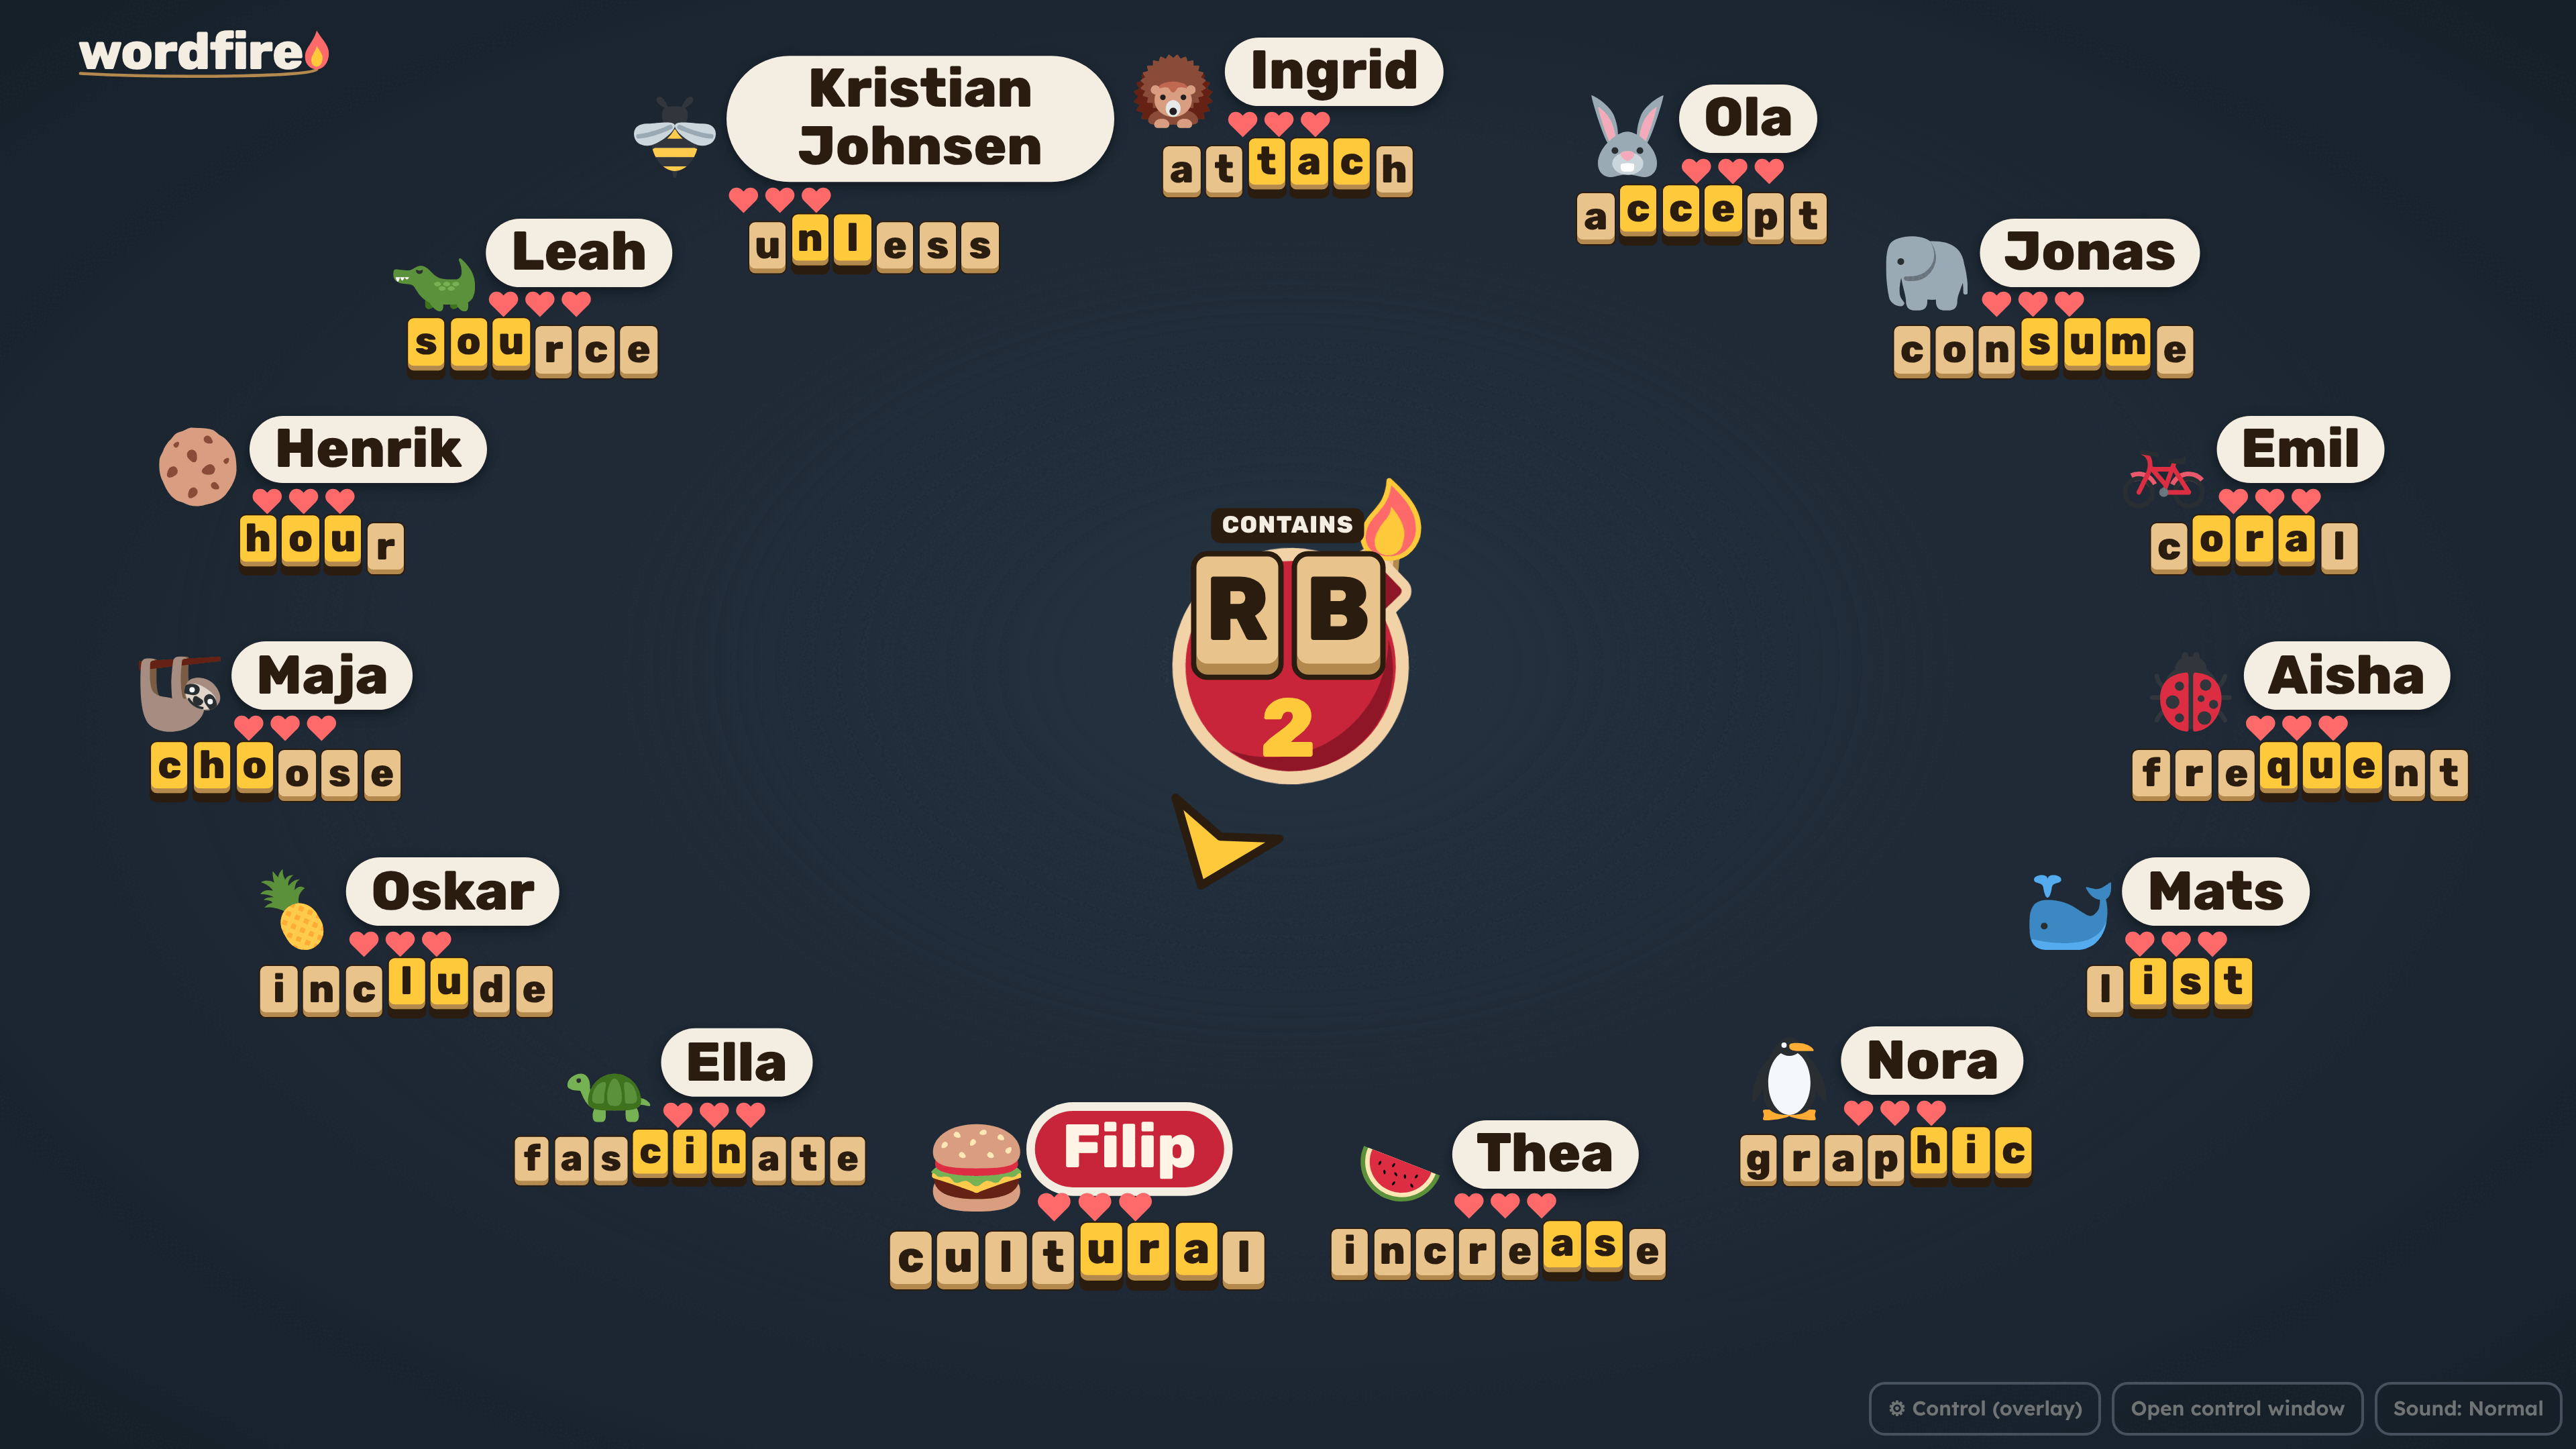 wordfire
Kristian
Johnsen
unless
Ingrid
attach
Ola
accept
Leah
source
Jonas
consume
Henrik
hour
Emil
coral
CONTAINS
R B
2
Maja
choose
Aisha
frequent
Oskar
include
Mats
list
Ella
fascinate
Filip
cultural
Thea
increase
Nora
graphic
Control (overlay)
Open control window
Sound: Normal